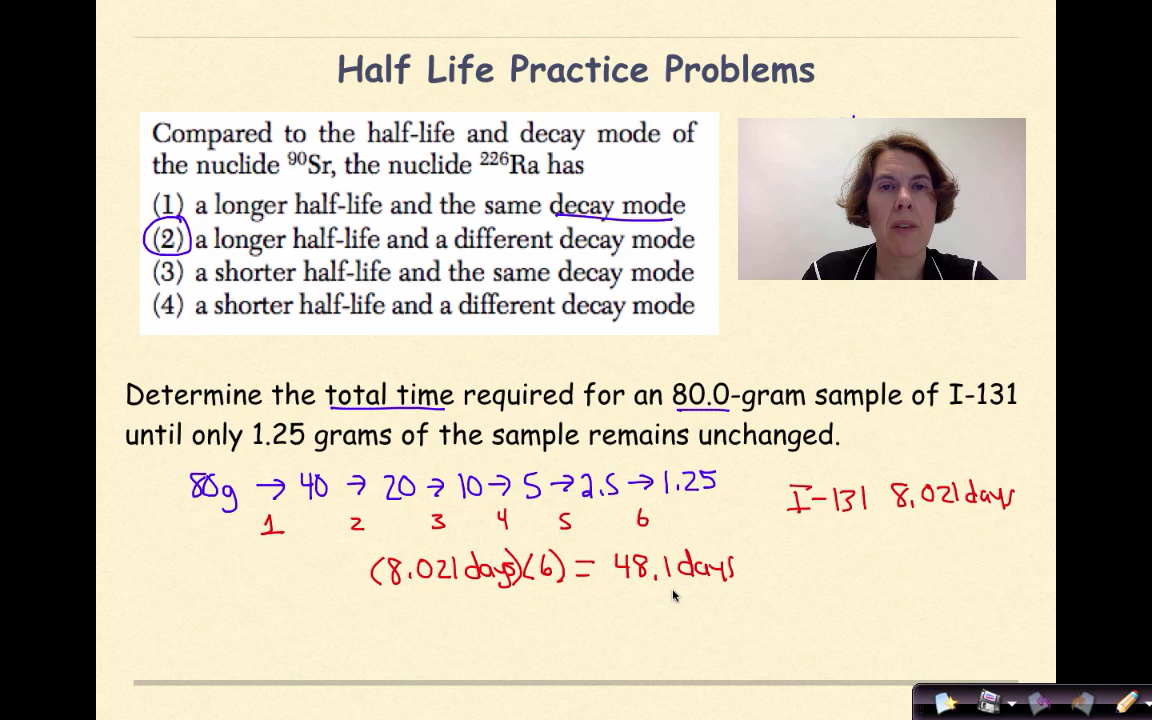 Half Life Practice Problems
Compared to the half-life and decay mode of
the nuclide ⁹⁰Sr, the nuclide ²²⁶Ra has
(1) a longer half-life and the same decay mode
(2) a longer half-life and a different decay mode
(3) a shorter half-life and the same decay mode
(4) a shorter half-life and a different decay mode
Determine the total time required for an 80.0-gram sample of I-131
until only 1.25 grams of the sample remains unchanged.
80g → 40 → 20 → 10 → 5 → 2.5 → 1.25
I-131 8.021 days
1 2 3 4 5 6
(8.021 days)(6) = 48.1 days